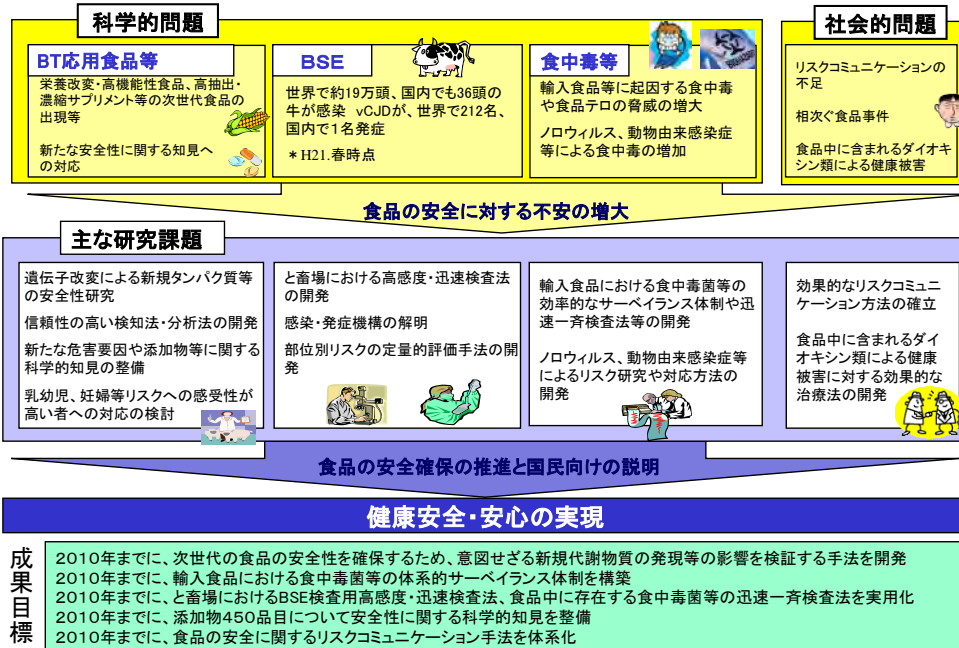 科学的問題
社会的問題
BT応用食品等
栄養改変・高機能性食品、高抽出・
濃縮サプリメント等の次世代食品の
出現等
新たな安全性に関する知見へ
の対応
BSE
世界で約19万頭、国内でも36頭の
牛が感染 vCJDが、世界で212名、
国内で1名発症
＊H21.春時点
食中毒等
輸入食品等に起因する食中毒
や食品テロの脅威の増大
ノロウィルス、動物由来感染症
等による食中毒の増加
リスクコミュニケーションの
不足
相次ぐ食品事件
食品中に含まれるダイオキ
シン類による健康被害
食品の安全に対する不安の増大
主な研究課題
遺伝子改変による新規タンパク質等
の安全性研究
信頼性の高い検知法・分析法の開発
新たな危害要因や添加物等に関する
科学的知見の整備
乳幼児、妊婦等リスクへの感受性が
高い者への対応の検討
と畜場における高感度・迅速検査法
の開発
感染・発症機構の解明
部位別リスクの定量的評価手法の開
発
輸入食品における食中毒菌等の
効率的なサーベイランス体制や迅
速一斉検査法等の開発
ノロウィルス、動物由来感染症等
によるリスク研究や対応方法の
開発
効果的なリスクコミュニ
ケーション方法の確立
食品中に含まれるダイ
オキシン類による健康
被害に対する効果的な
治療法の開発
食品の安全確保の推進と国民向けの説明
健康安全・安心の実現
成果目標
2010年までに、次世代の食品の安全性を確保するため、意図せざる新規代謝物質の発現等の影響を検証する手法を開発
2010年までに、輸入食品における食中毒菌等の体系的サーベイランス体制を構築
2010年までに、と畜場におけるBSE検査用高感度・迅速検査法、食品中に存在する食中毒菌等の迅速一斉検査法を実用化
2010年までに、添加物450品目について安全性に関する科学的知見を整備
2010年までに、食品の安全に関するリスクコミュニケーション手法を体系化